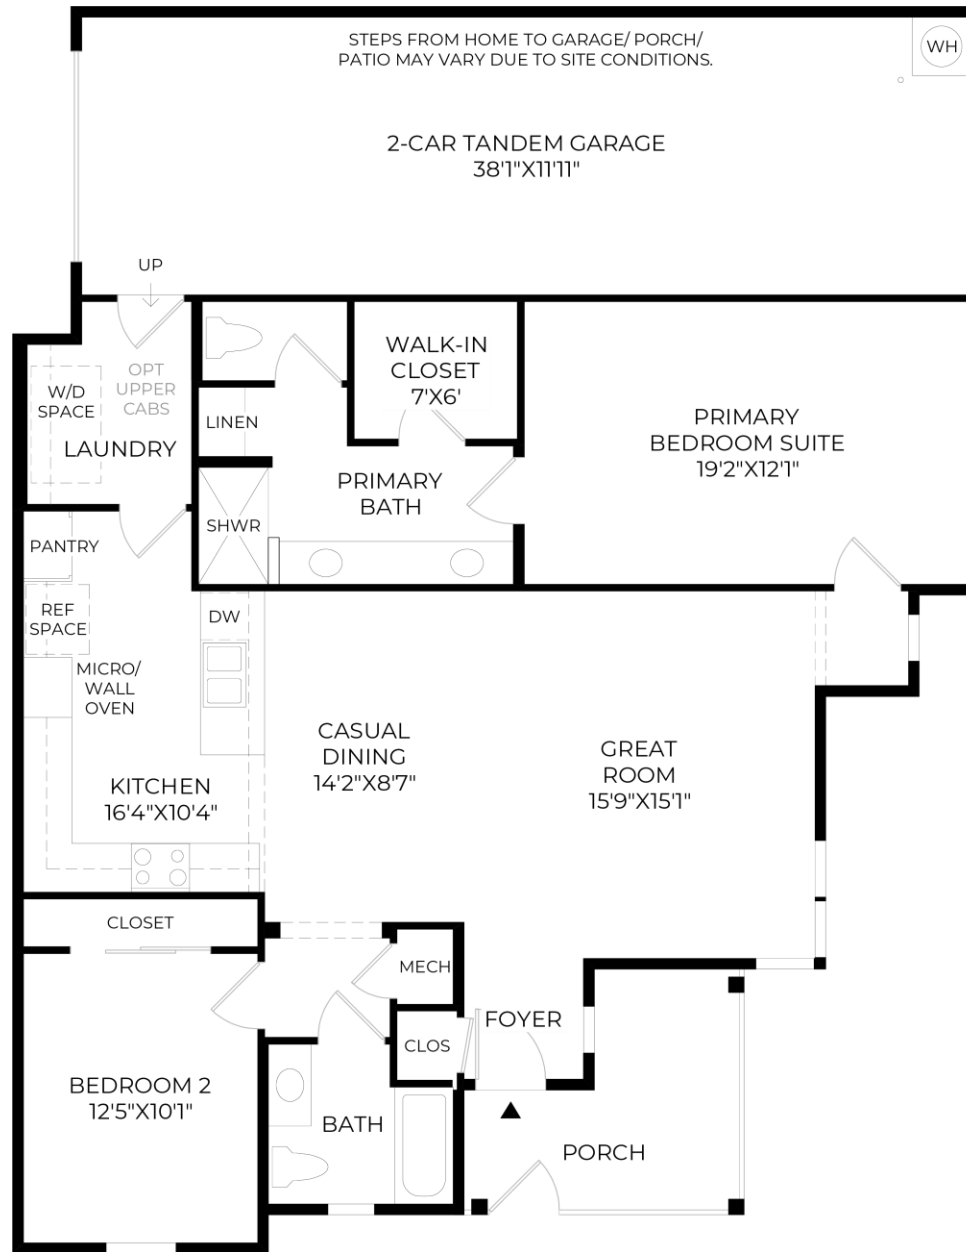 STEPS FROM HOME TO GARAGE/ PORCH/
PATIO MAY VARY DUE TO SITE CONDITIONS.
WH
2-CAR TANDEM GARAGE
38'1"X11'11"
UP
OPT
UPPER
CABS
W/D
SPACE
LAUNDRY
WALK-IN
CLOSET
7'X6'
LINEN
PRIMARY
BATH
SHWR
PRIMARY
BEDROOM SUITE
19'2"X12'1"
PANTRY
REF
SPACE
DW
MICRO/
WALL
OVEN
KITCHEN
16'4"X10'4"
CASUAL
DINING
14'2"X8'7"
GREAT
ROOM
15'9"X15'1"
CLOSET
MECH
CLOS
FOYER
BEDROOM 2
12'5"X10'1"
BATH
PORCH